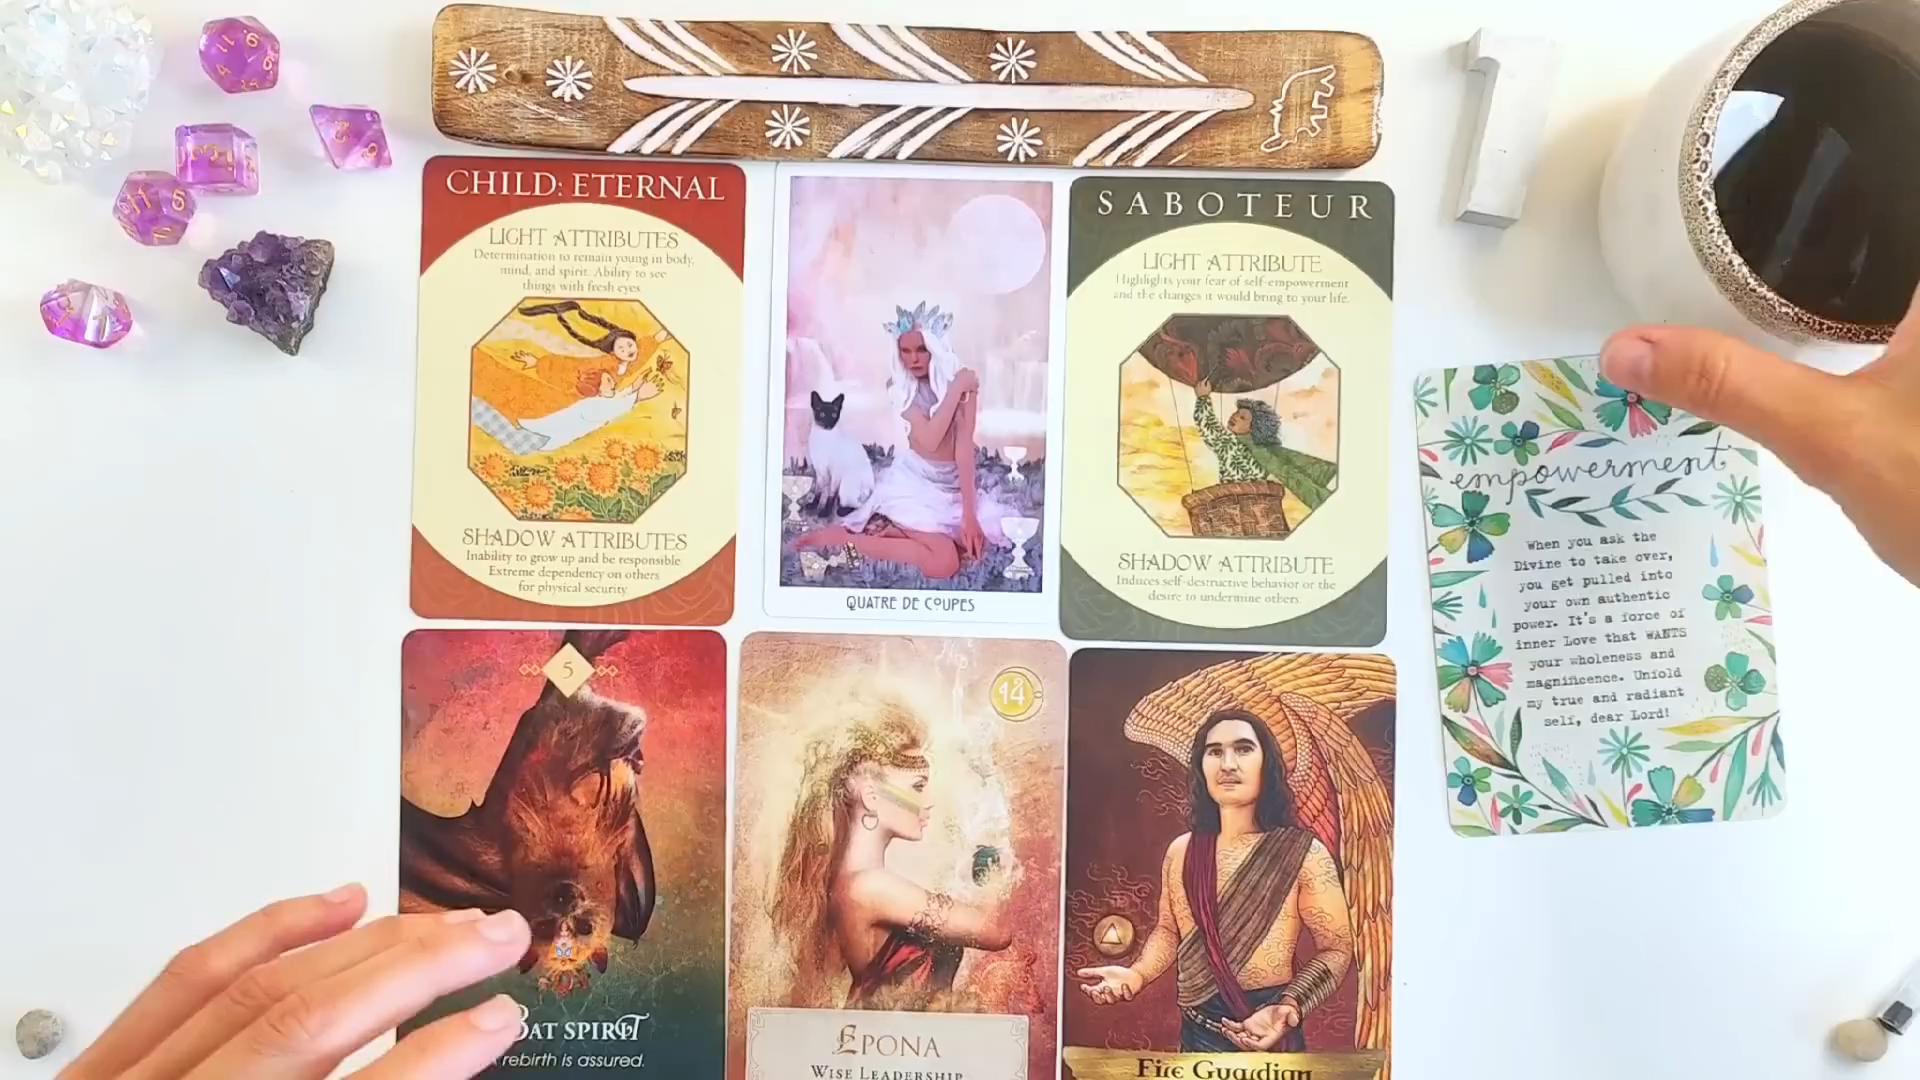 CHILD: ETERNAL
LIGHT ATTRIBUTES
Determination to remain young in body,
mind, and spirit. Ability to see
things with fresh eyes
SHADOW ATTRIBUTES
Inability to grow up and be responsible
Extreme dependency on others
for physical security
QUATRE DE COUPES
SABOTEUR
LIGHT ATTRIBUTE
Highlights your fear of self-empowerment
and the changes it would bring to your life.
SHADOW ATTRIBUTE
Induces self-destructive behavior or the
desire to undermine others.
empowerment
When you ask the
Divine to take over,
you get pulled into
your own authentic
power. It's a force of
inner Love that WANTS
your wholeness and
magnificence. Unfold
my true and radiant
self, dear Lord!
5
BAT SPIRIT
rebirth is assured.
14
EPONA
WISE LEADERSHIP
Fire Guardian
1